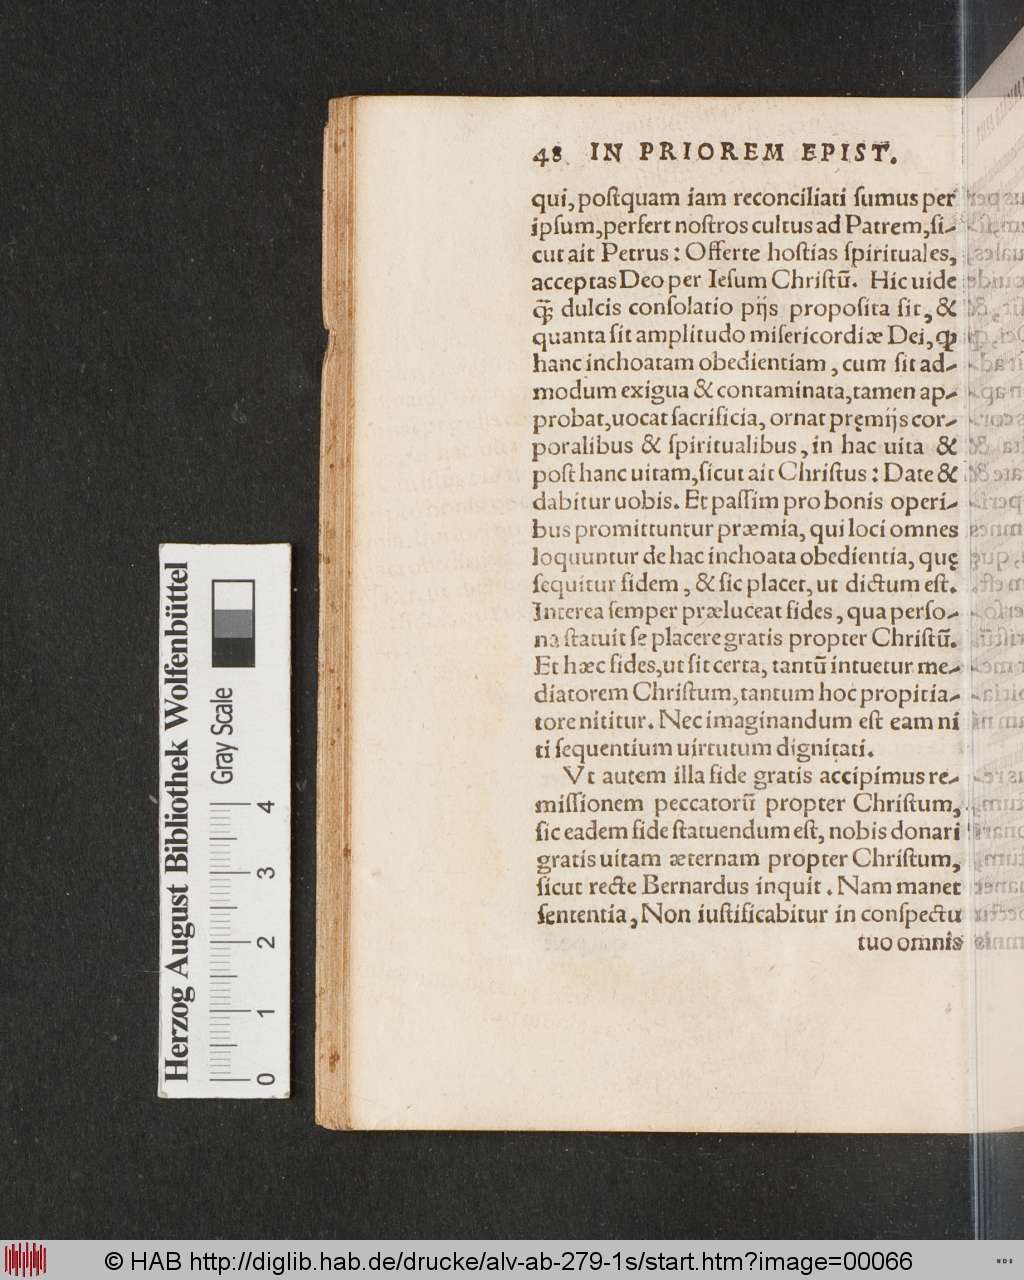 48 IN PRIOREM EPIST.
qui, poſtquam iam reconciliati ſumus per
ipſum, perfert noſtros cultus ad Patrem, ſi-
cut ait Petrus: Offerte hoſtias ſpirituales,
acceptas Deo per Ieſum Chriſtū. Hic uide
dulcis conſolatio pijs propoſita ſit, &
quanta ſit amplitudo miſericordiæ Dei, ꝙ
hanc inchoatam obedientiam, cum ſit ad-
modum exigua & contaminata, tamen ap-
probat, uocat ſacrificia, ornat pręmijs cor-
poralibus & ſpiritualibus, in hac uita &
poſt hanc uitam, ſicut ait Chriſtus: Date &
dabitur uobis. Et paſſim pro bonis operi-
bus promittuntur præmia, qui loci omnes
loquuntur de hac inchoata obedientia, quę
ſequitur fidem, & ſic placet, ut dictum eſt.
Interea ſemper præluceat fides, qua perſo-
na ſtatuit ſe placere gratis propter Chriſtū.
Et hæc fides, ut ſit certa, tantū intuetur me-
diatorem Chriſtum, tantum hoc propitia-
tore nititur. Nec imaginandum eſt eam ni
ti ſequentium uirtutum dignitati.
Vt autem illa fide gratis accipimus re-
miſſionem peccatorū propter Chriſtum,
ſic eadem fide ſtatuendum eſt, nobis donari
gratis uitam æternam propter Chriſtum,
ſicut recte Bernardus inquit. Nam manet
ſententia, Non iuſtificabitur in conſpectu
tuo omnis
Herzog August Bibliothek Wolfenbüttel
Gray Scale
0 1 2 3 4
© HAB http://diglib.hab.de/drucke/alv-ab-279-1s/start.htm?image=00066